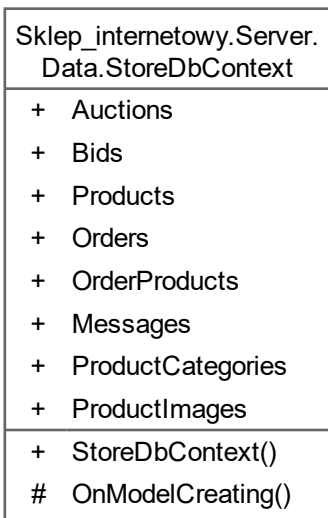 Sklep_internetowy.Server.
Data.StoreDbContext
+ Auctions
+ Bids
+ Products
+ Orders
+ OrderProducts
+ Messages
+ ProductCategories
+ ProductImages
+ StoreDbContext()
# OnModelCreating()